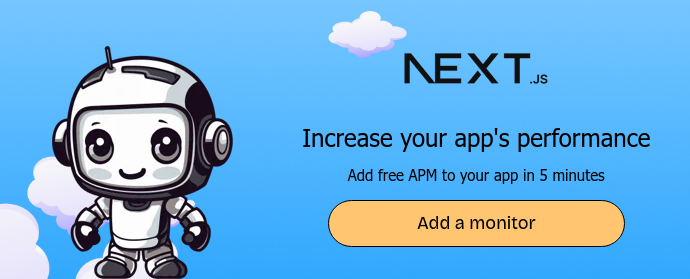 NEXT.JS
Increase your app's performance
Add free APM to your app in 5 minutes
Add a monitor